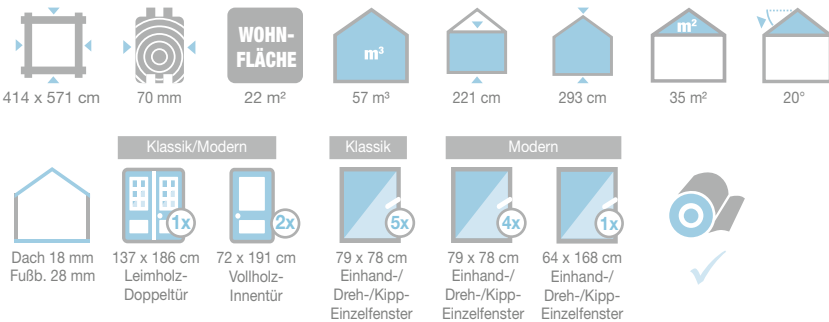 WOHN-
FLÄCHE
m³
m²
414 x 571 cm
70 mm
22 m²
57 m³
221 cm
293 cm
35 m²
20°
Klassik/Modern
Klassik
Modern
1x
2x
5x
4x
1x
Dach 18 mm
Fußb. 28 mm
137 x 186 cm
Leimholz-
Doppeltür
72 x 191 cm
Vollholz-
Innentür
79 x 78 cm
Einhand-/
Dreh-/Kipp-
Einzelfenster
79 x 78 cm
Einhand-/
Dreh-/Kipp-
Einzelfenster
64 x 168 cm
Einhand-/
Dreh-/Kipp-
Einzelfenster